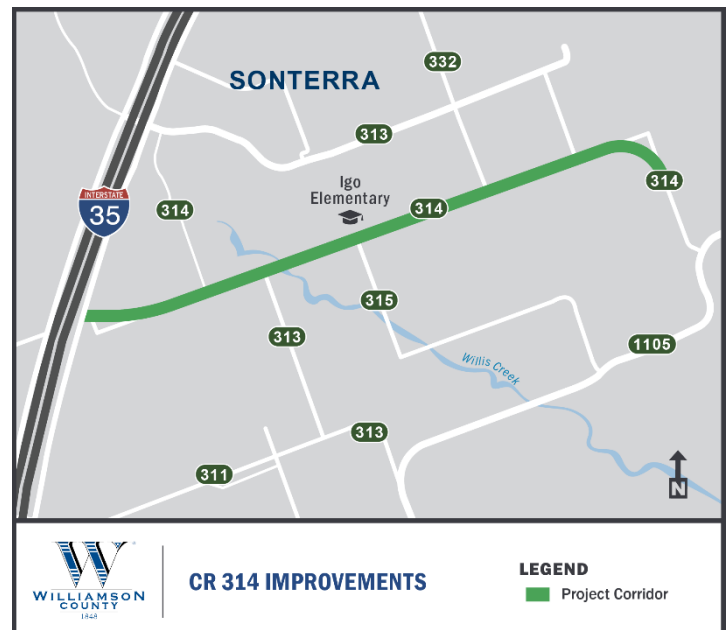 332
SONTERRA
313
Igo
Elementary
314
314
314
INTERSTATE
35
315
313
1105
Willis Creek
313
311
N
W
WILLIAMSON
COUNTY
1848
CR 314 IMPROVEMENTS
LEGEND
Project Corridor